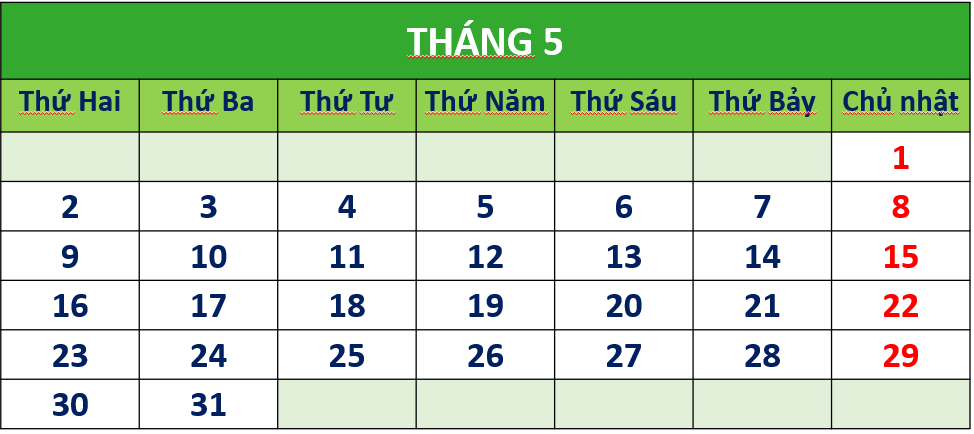 THÁNG 5
Thứ Hai Thứ Ba Thứ Tư Thứ Năm Thứ Sáu Thứ Bảy Chủ nhật
1
2 3 4 5 6 7 8
9 10 11 12 13 14 15
16 17 18 19 20 21 22
23 24 25 26 27 28 29
30 31